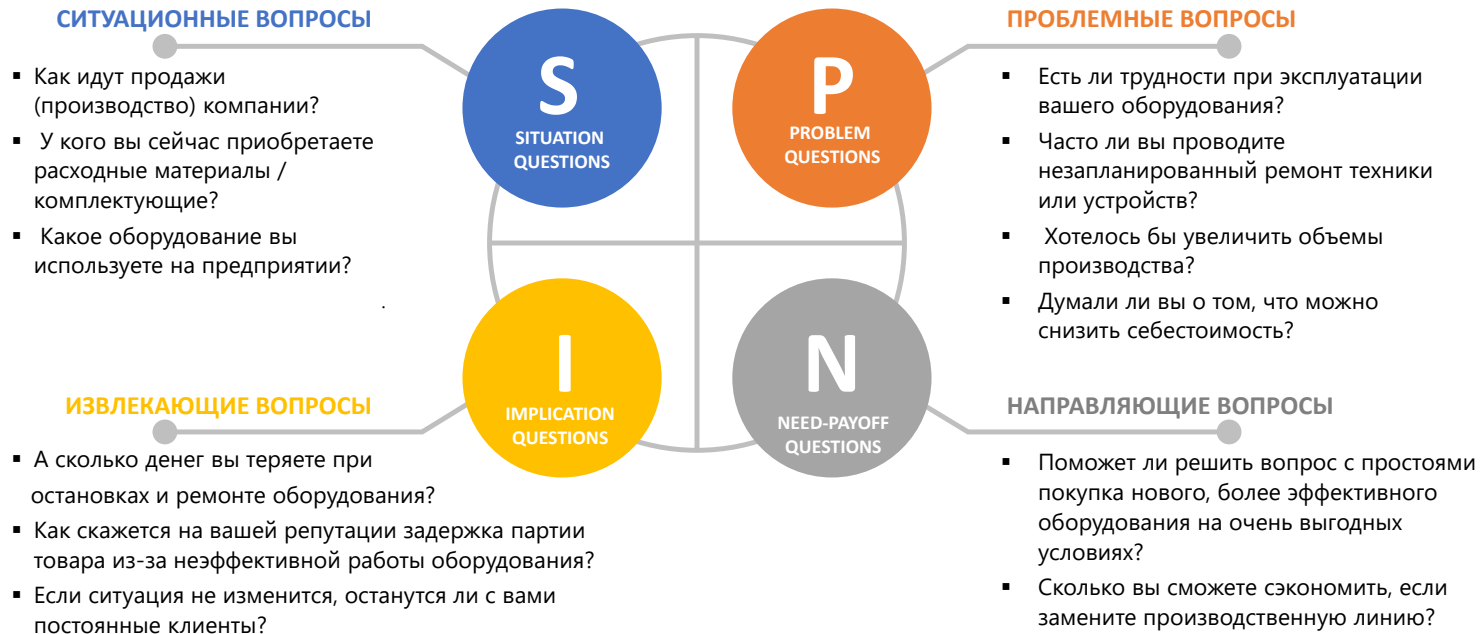 СИТУАЦИОННЫЕ ВОПРОСЫ
▪ Как идут продажи
(производство) компании?
▪ У кого вы сейчас приобретаете
расходные материалы /
комплектующие?
▪ Какое оборудование вы
используете на предприятии?
.
S
SITUATION
QUESTIONS
P
PROBLEM
QUESTIONS
ПРОБЛЕМНЫЕ ВОПРОСЫ
▪ Есть ли трудности при эксплуатации
вашего оборудования?
▪ Часто ли вы проводите
незапланированный ремонт техники
или устройств?
▪ Хотелось бы увеличить объемы
производства?
▪ Думали ли вы о том, что можно
снизить себестоимость?
ИЗВЛЕКАЮЩИЕ ВОПРОСЫ
▪ А сколько денег вы теряете при
остановках и ремонте оборудования?
▪ Как скажется на вашей репутации задержка партии
товара из-за неэффективной работы оборудования?
▪ Если ситуация не изменится, останутся ли с вами
постоянные клиенты?
I
IMPLICATION
QUESTIONS
N
NEED-PAYOFF
QUESTIONS
НАПРАВЛЯЮЩИЕ ВОПРОСЫ
▪ Поможет ли решить вопрос с простоями
покупка нового, более эффективного
оборудования на очень выгодных
условиях?
▪ Сколько вы сможете сэкономить, если
замените производственную линию?